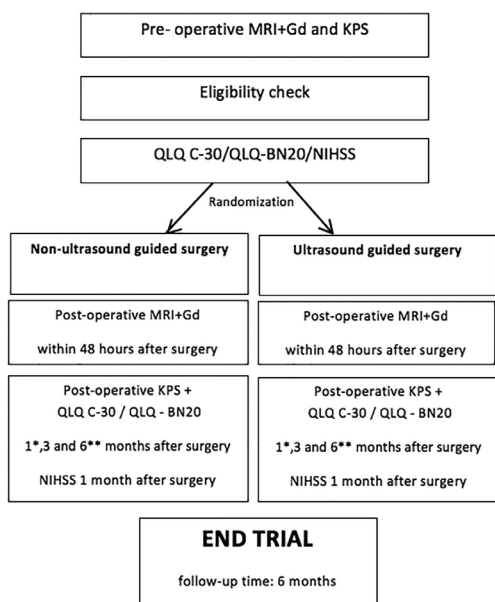 Pre- operative MRI+Gd and KPS
Eligibility check
QLQ C-30/QLQ-BN20/NIHSS
Randomization
Non-ultrasound guided surgery
Post-operative MRI+Gd
within 48 hours after surgery
Post-operative KPS +
QLQ C-30 / QLQ - BN20
1*,3 and 6** months after surgery
NIHSS 1 month after surgery
Ultrasound guided surgery
Post-operative MRI+Gd
within 48 hours after surgery
Post-operative KPS +
QLQ C-30 / QLQ - BN20
1*,3 and 6** months after surgery
NIHSS 1 month after surgery
END TRIAL
follow-up time: 6 months